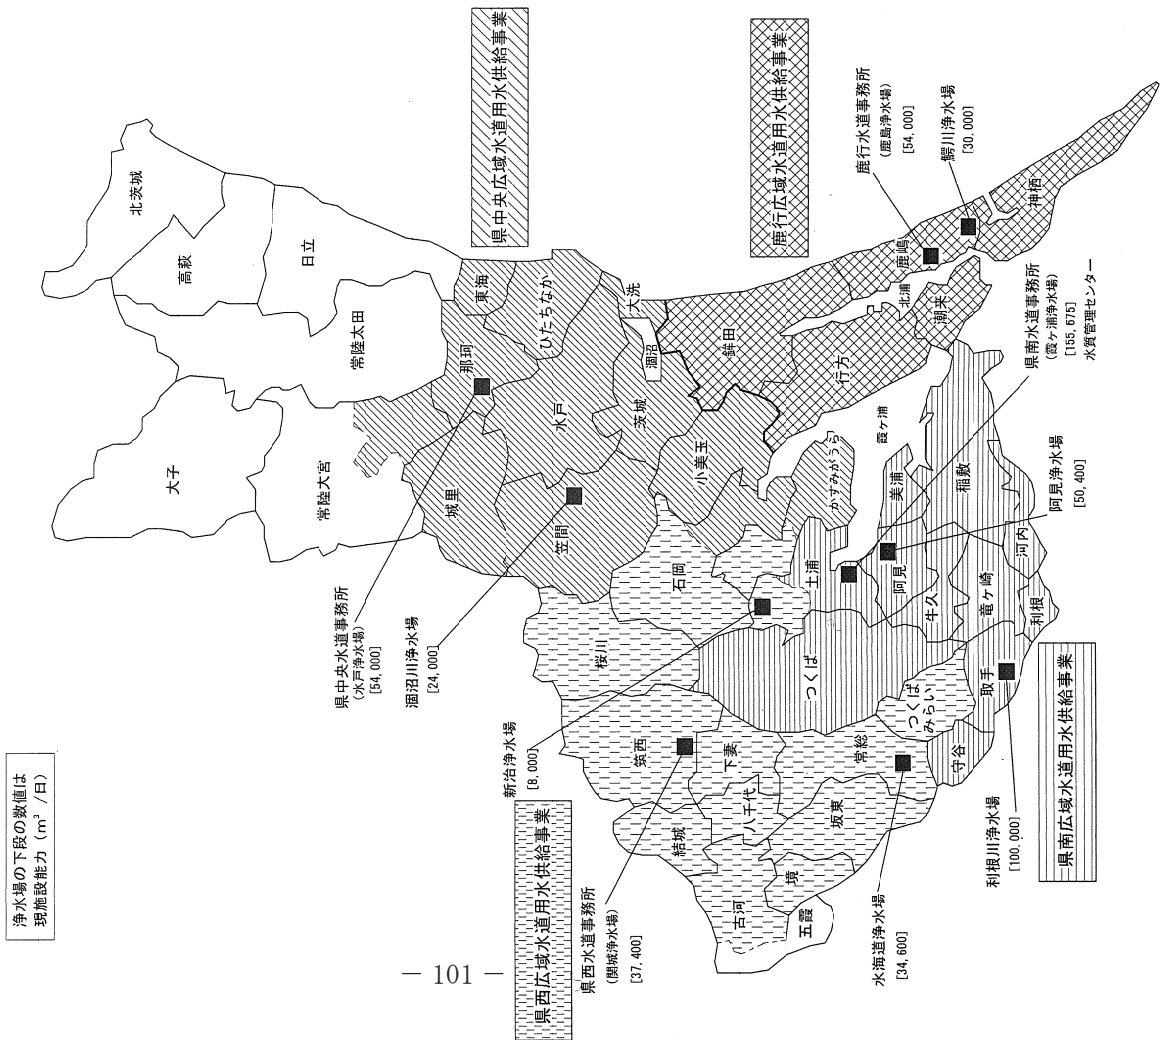 浄水場の下段の数値は
現施設能力（m³/日）
県中央広域水道用水供給事業
鹿行広域水道用水供給事業
県西広域水道用水供給事業
県南広域水道用水供給事業
県中央水道事務所
（水戸浄水場）
[54,000]
涸沼川浄水場
[24,000]
鹿行水道事務所
（鹿島浄水場）
[54,000]
鰐川浄水場
[30,000]
県南水道事務所
（霞ヶ浦浄水場）
[155,675]
水質管理センター
阿見浄水場
[50,400]
利根川浄水場
[100,000]
新治浄水場
[8,000]
県西水道事務所
（関城浄水場）
[37,400]
水海道浄水場
[34,600]
北茨城
高萩
日立
大子
常陸太田
常陸大宮
東海
那珂
ひたちなか
大洗
涸沼
水戸
城里
茨城
笠間
小美玉
鉾田
行方
北浦
鹿嶋
潮来
神栖
霞ヶ浦
かすみがうら
石岡
土浦
美浦
稲敷
阿見
牛久
竜ヶ崎
河内
利根
取手
つくば
つくば
みらい
守谷
桜川
筑西
下妻
常総
八千代
結城
坂東
境
古河
五霞
－ 101 －